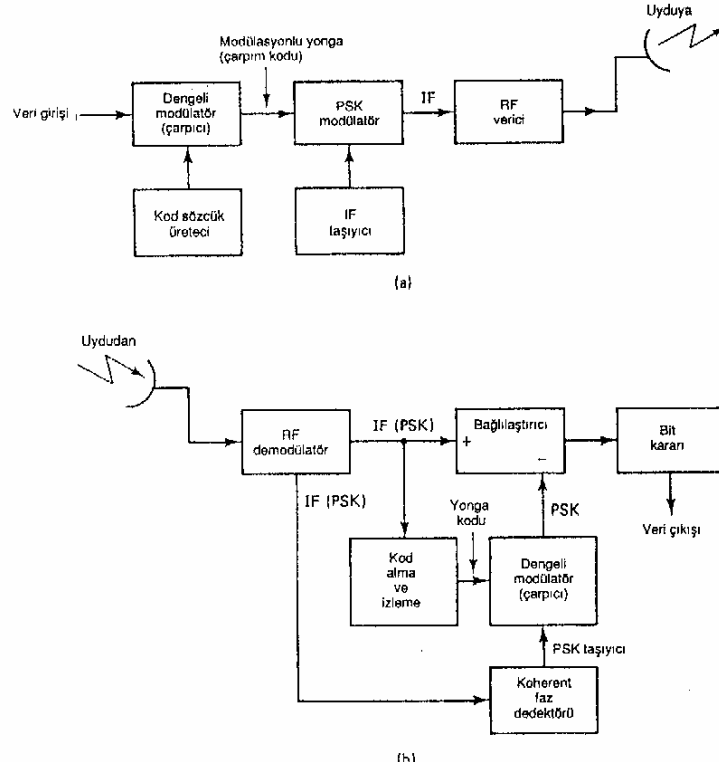 Uyduya
Modülasyonlu yonga
(çarpım kodu)
Veri girişi
Dengeli
modülatör
(çarpıcı)
PSK
modülatör
IF
RF
verici
Kod sözcük
üreteci
IF
taşıyıcı
(a)
Uydudan
RF
demodülatör
IF (PSK)
Bağlılaştırıcı
+
−
Bit
kararı
IF (PSK)
Yonga
kodu
PSK
Veri çıkışı
Kod
alma
ve
izleme
Dengeli
modülatör
(çarpıcı)
PSK taşıyıcı
Koherent
faz
dedektörü
(b)